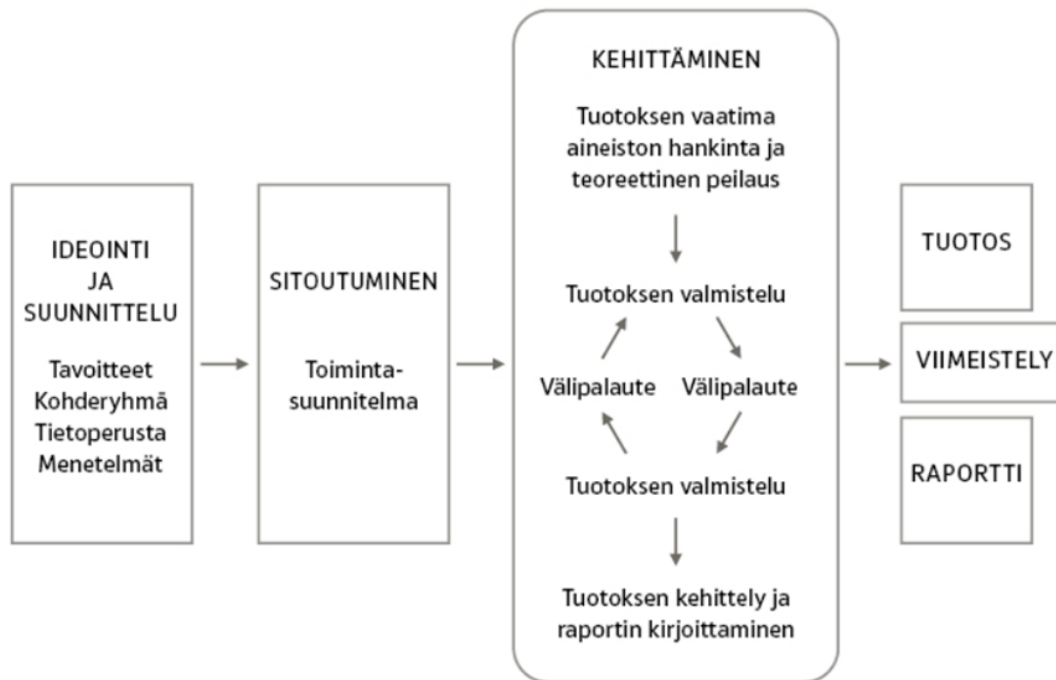 IDEOINTI
JA
SUUNNITTELU
Tavoitteet
Kohderyhmä
Tietoperusta
Menetelmät
SITOUTUMINEN
Toiminta-
suunnitelma
KEHITTÄMINEN
Tuotoksen vaatima
aineiston hankinta ja
teoreettinen peilaus
Tuotoksen valmistelu
Välipalaute Välipalaute
Tuotoksen valmistelu
Tuotoksen kehittely ja
raportin kirjoittaminen
TUOTOS
VIIMEISTELY
RAPORTTI